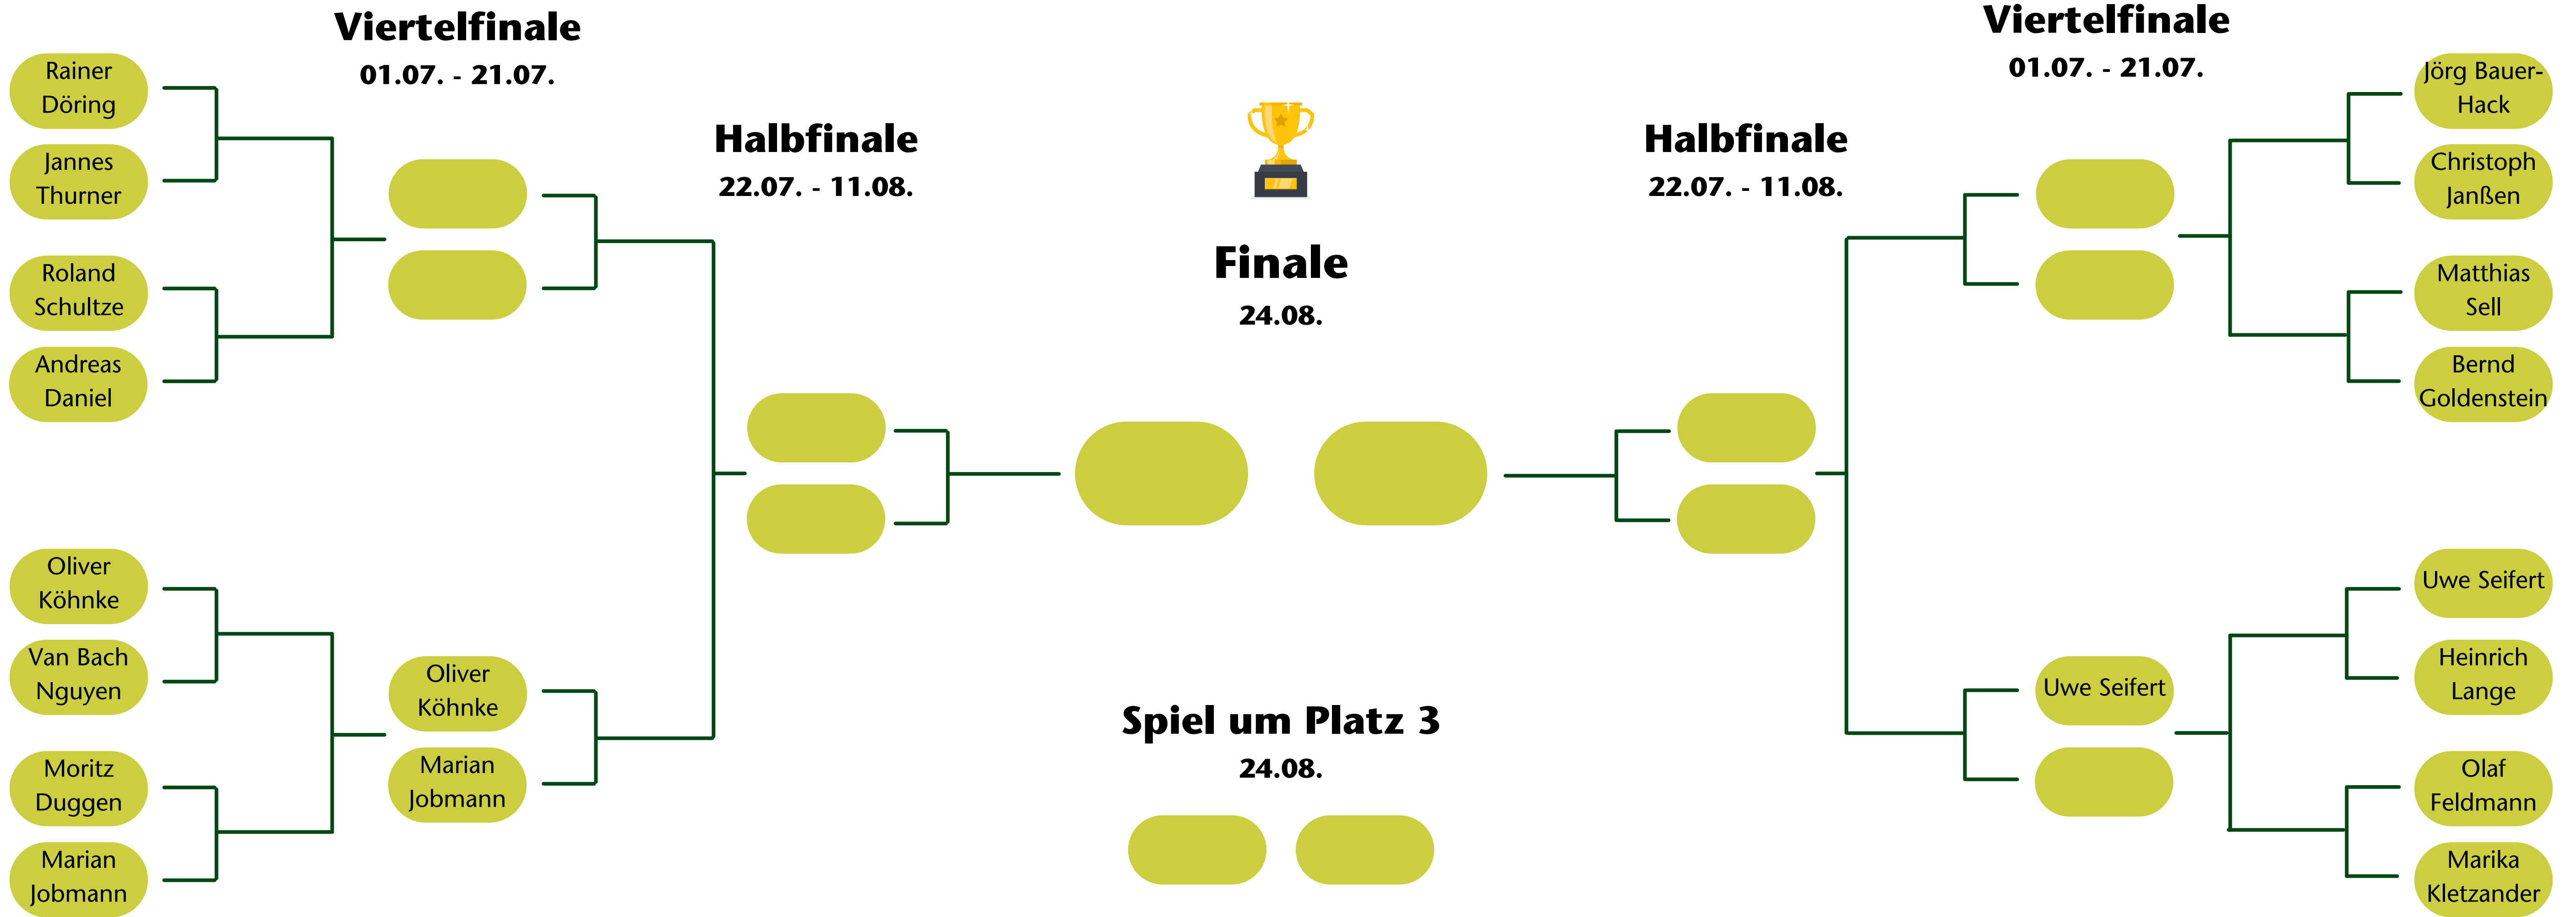 Viertelfinale
01.07. - 21.07.
Rainer
Döring
Jannes
Thurner
Roland
Schultze
Andreas
Daniel
Oliver
Köhnke
Van Bach
Nguyen
Moritz
Duggen
Marian
Jobmann
Oliver
Köhnke
Marian
Jobmann
Halbfinale
22.07. - 11.08.
Finale
24.08.
Spiel um Platz 3
24.08.
Halbfinale
22.07. - 11.08.
Viertelfinale
01.07. - 21.07.
Uwe Seifert
Jörg Bauer-
Hack
Christoph
Janßen
Matthias
Sell
Bernd
Goldenstein
Uwe Seifert
Heinrich
Lange
Olaf
Feldmann
Marika
Kletzander